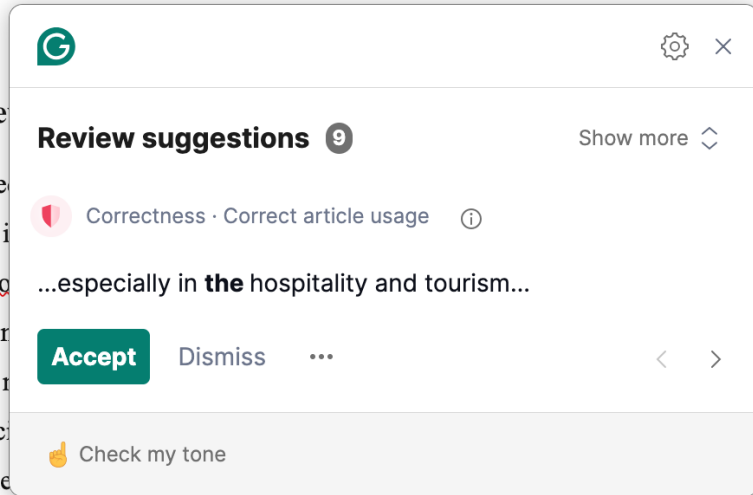 G
Review suggestions 9
Show more
Correctness · Correct article usage
...especially in the hospitality and tourism...
Accept Dismiss •••
☝️ Check my tone